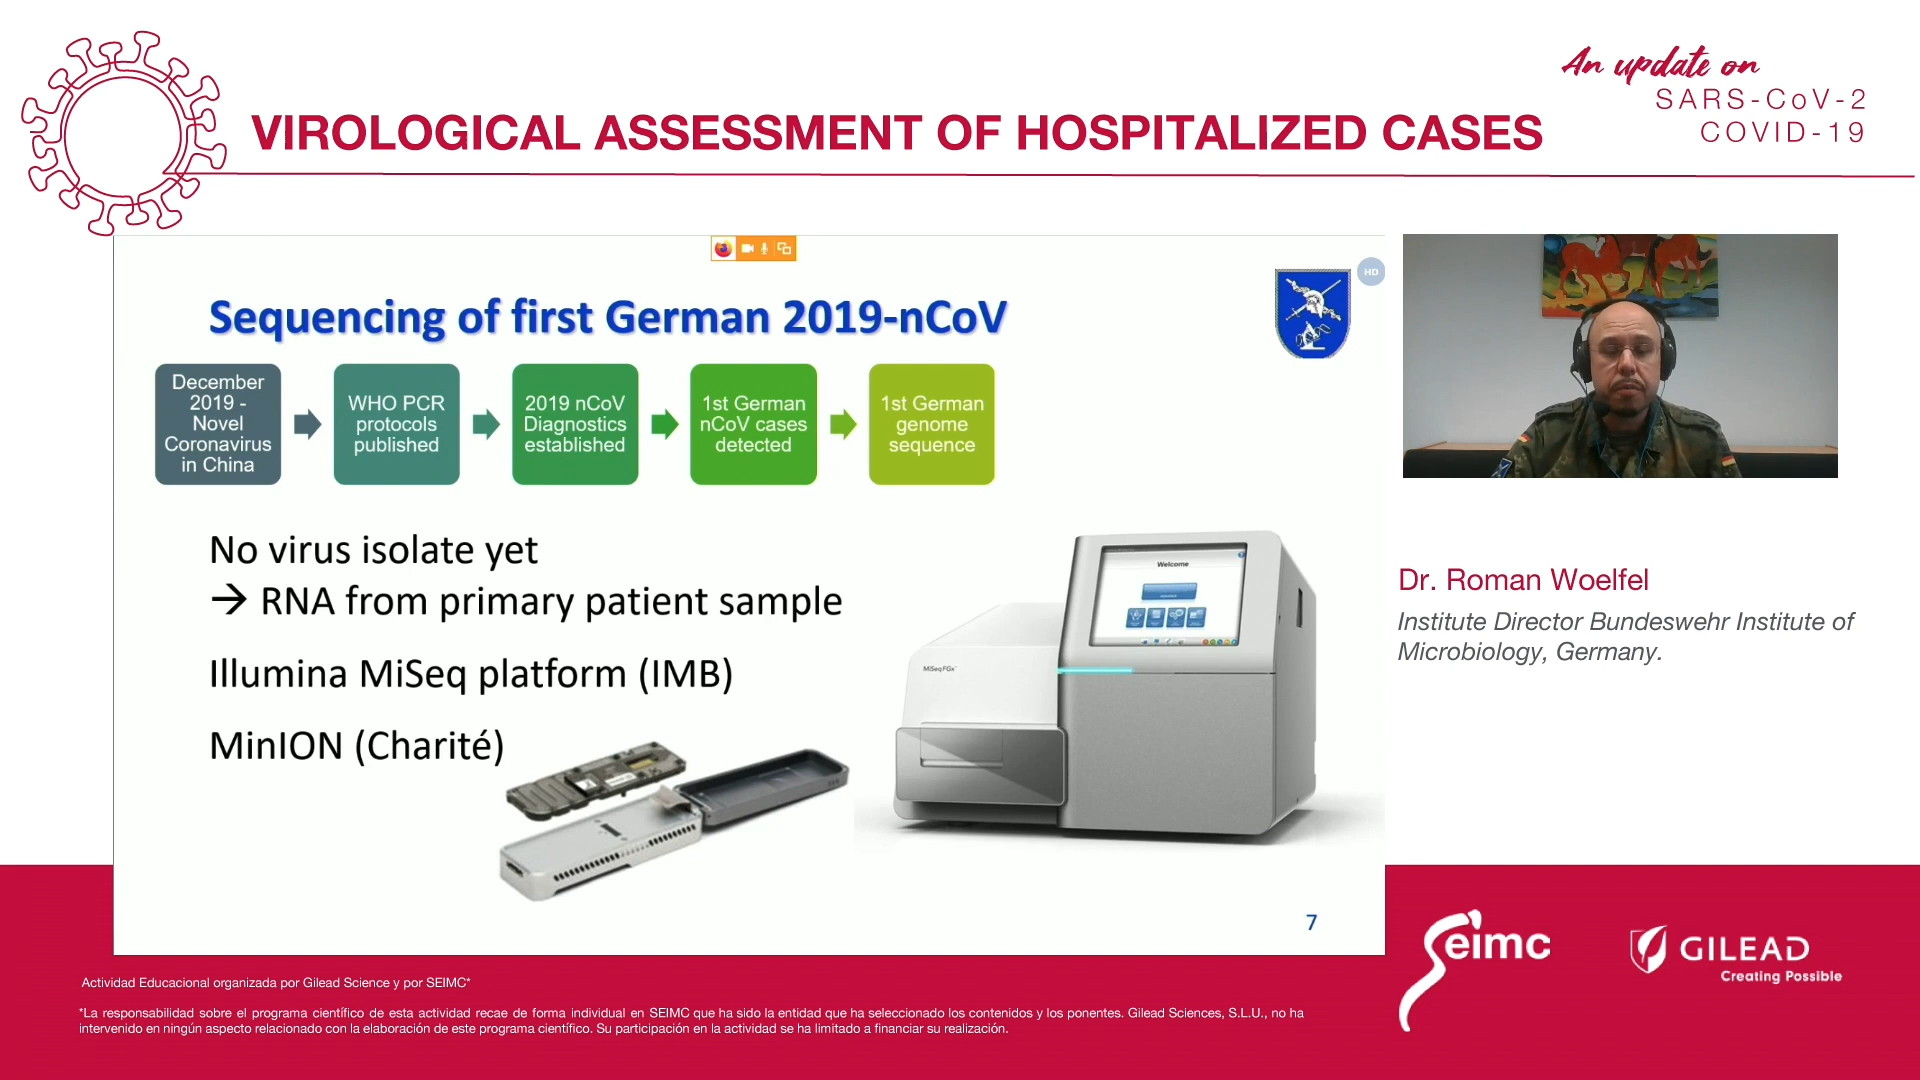 An update on
SARS-CoV-2
COVID-19
VIROLOGICAL ASSESSMENT OF HOSPITALIZED CASES
HD
Sequencing of first German 2019-nCoV
December
2019 -
Novel
Coronavirus
in China
WHO PCR
protocols
published
2019 nCoV
Diagnostics
established
1st German
nCoV cases
detected
1st German
genome
sequence
No virus isolate yet
→ RNA from primary patient sample
Illumina MiSeq platform (IMB)
MinION (Charité)
Welcome
MiSeqFGx
7
Dr. Roman Woelfel
Institute Director Bundeswehr Institute of
Microbiology, Germany.
Seimc
GILEAD
Creating Possible
Actividad Educacional organizada por Gilead Science y por SEIMC*
*La responsabilidad sobre el programa científico de esta actividad recae de forma individual en SEIMC que ha sido la entidad que ha seleccionado los contenidos y los ponentes. Gilead Sciences, S.L.U., no ha
intervenido en ningún aspecto relacionado con la elaboración de este programa científico. Su participación en la actividad se ha limitado a financiar su realización.